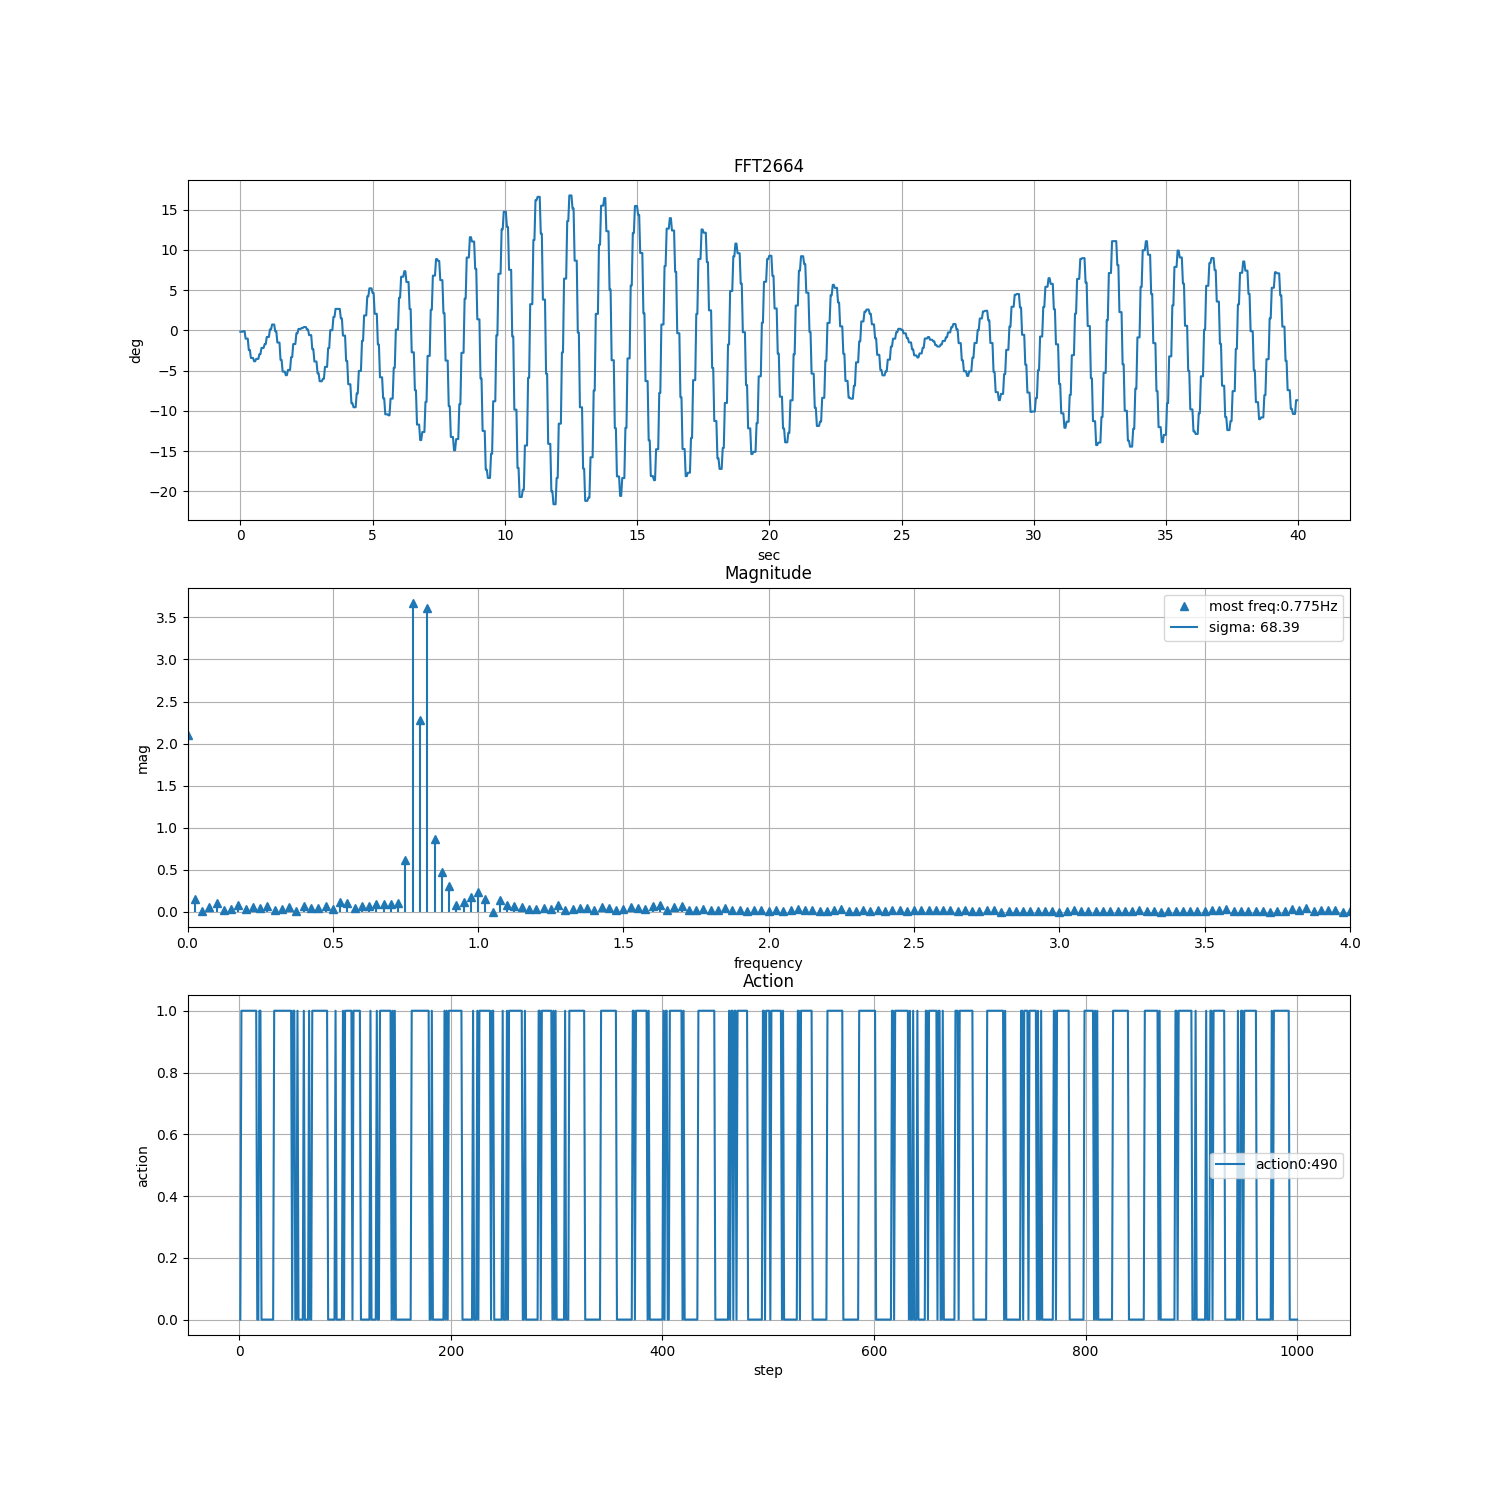 FFT2664
15
10
5
0
−5
−10
−15
−20
deg
0 5 10 15 20 25 30 35 40
sec
Magnitude
most freq:0.775Hz
sigma: 68.39
3.5
3.0
2.5
2.0
1.5
1.0
0.5
0.0
mag
0.0 0.5 1.0 1.5 2.0 2.5 3.0 3.5 4.0
frequency
Action
1.0
0.8
0.6
0.4
0.2
0.0
action
action0:490
0 200 400 600 800 1000
step